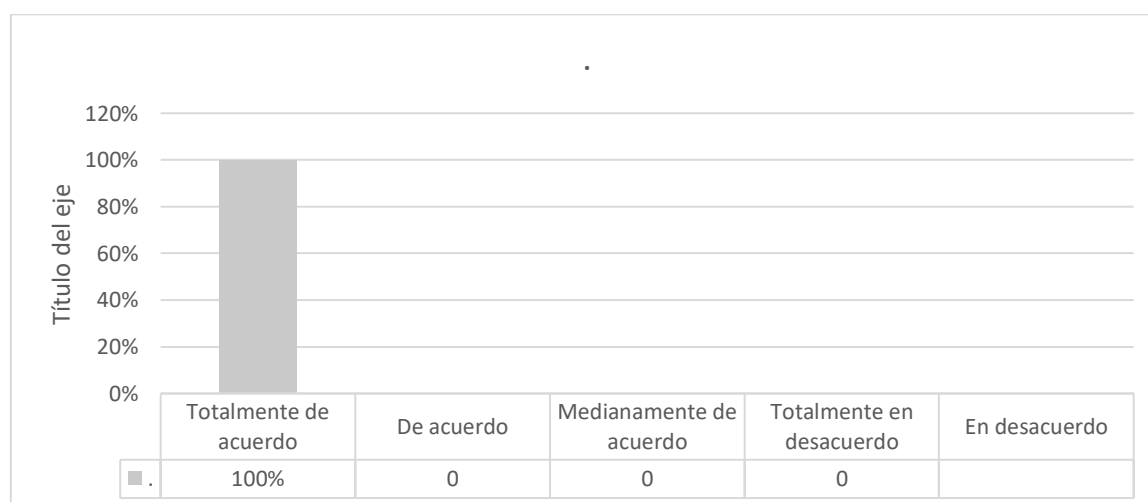 .
120%
100%
80%
60%
40%
20%
0%
Título del eje
Totalmente de
acuerdo
De acuerdo
Medianamente de
acuerdo
Totalmente en
desacuerdo
En desacuerdo
. 100% 0 0 0